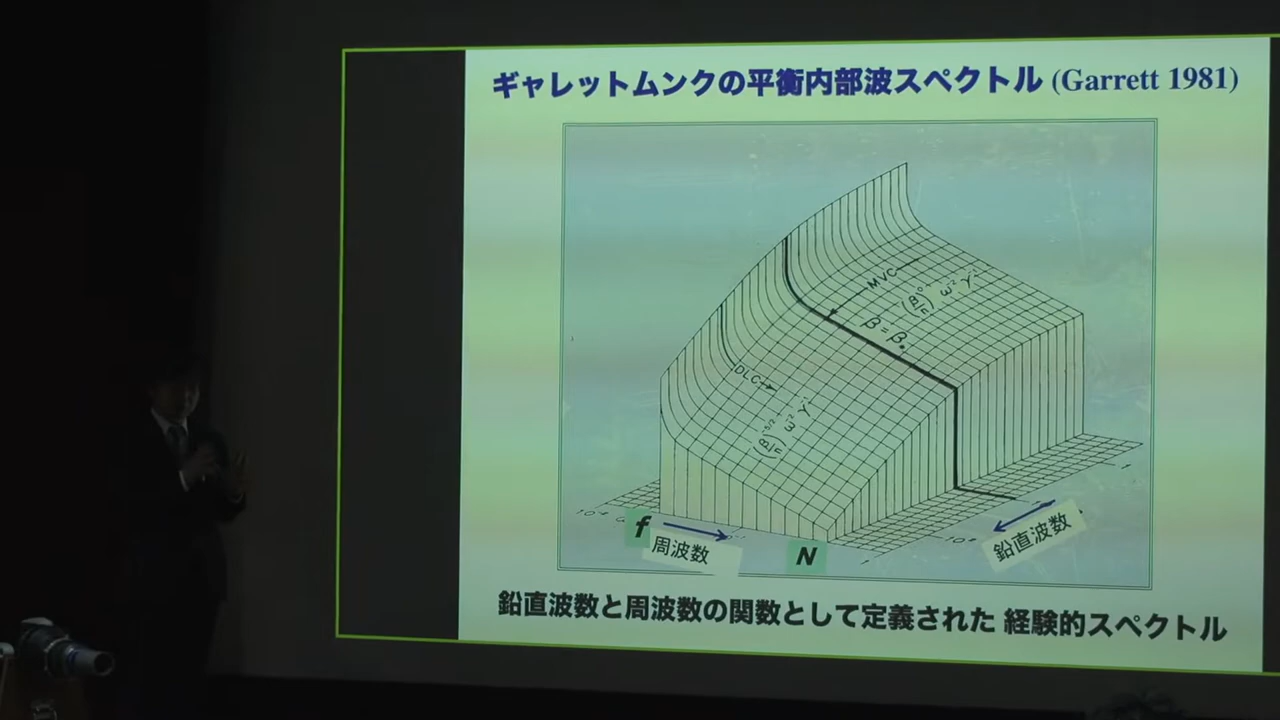 ギャレットムンクの平衡内部波スペクトル (Garrett 1981)
MVC
β = β*
DLC
f
周波数
N
鉛直波数
鉛直波数と周波数の関数として定義された 経験的スペクトル